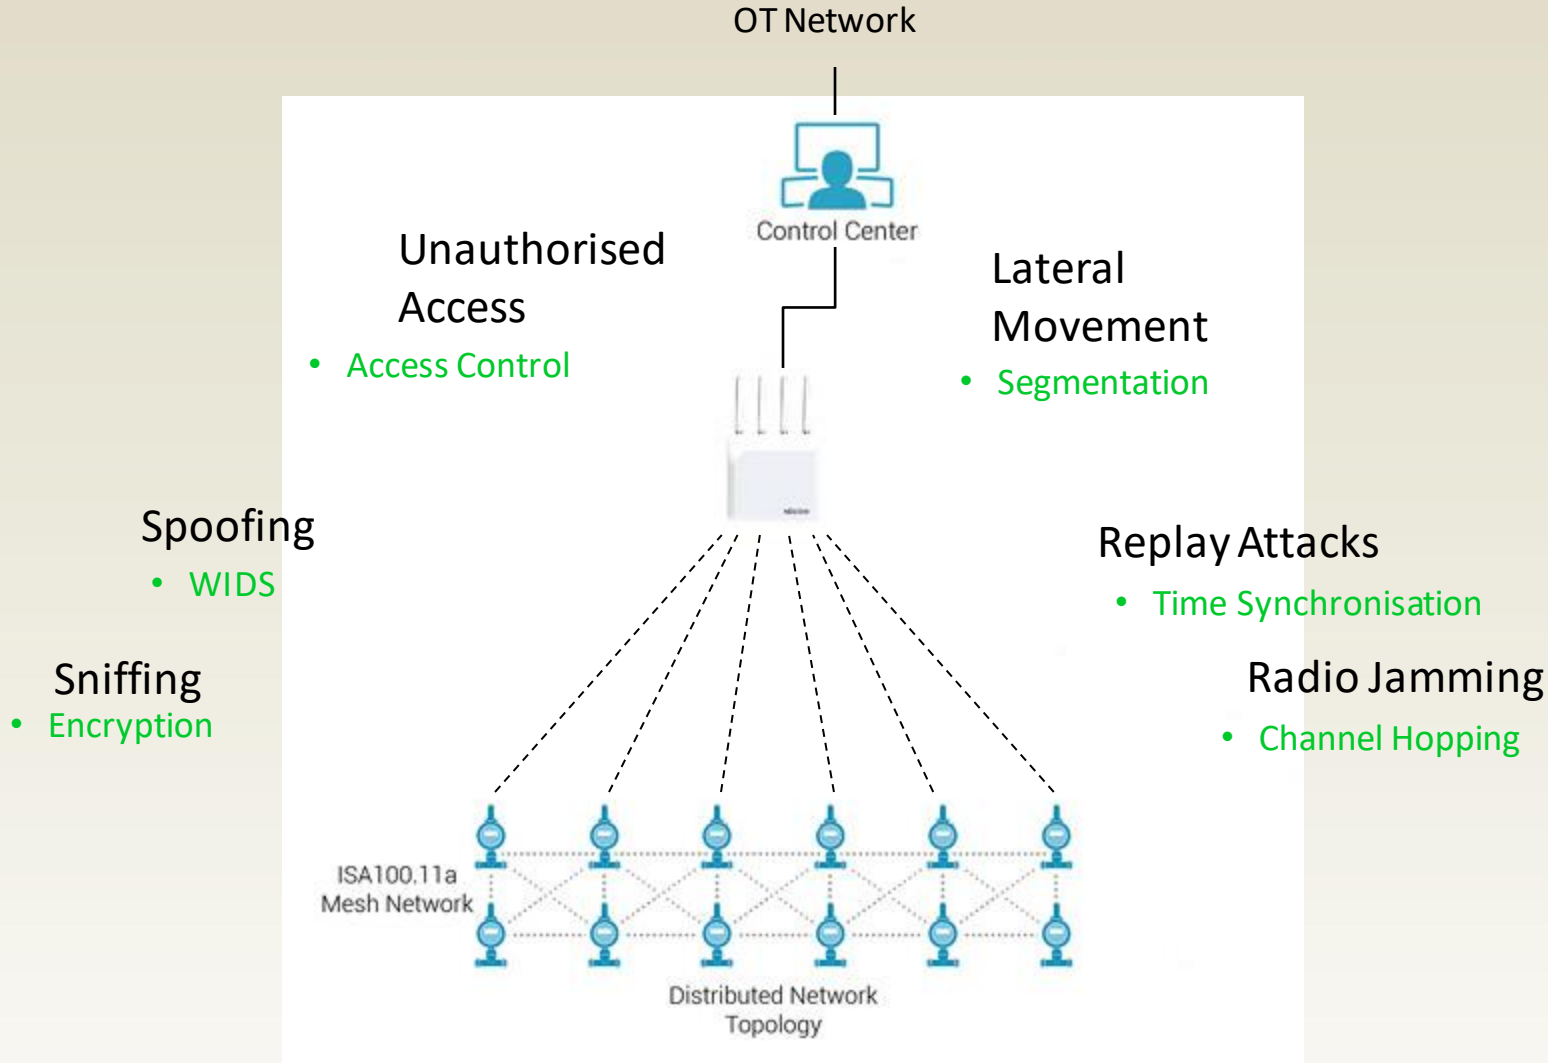 OT Network
Control Center
Unauthorised
Access
• Access Control
Lateral
Movement
• Segmentation
Spoofing
• WIDS
Replay Attacks
• Time Synchronisation
Sniffing
• Encryption
Radio Jamming
• Channel Hopping
ISA100.11a
Mesh Network
Distributed Network
Topology